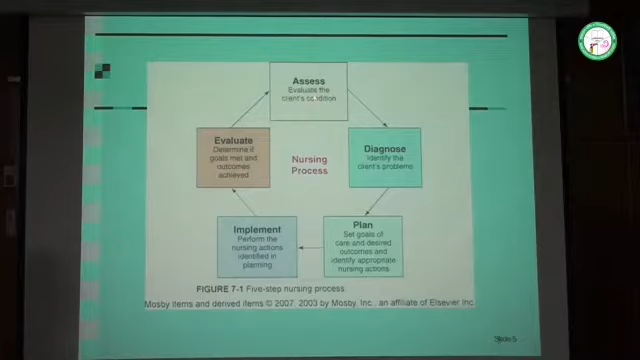 Assess
Evaluate the
client's condition
Evaluate
Determine if
goals met and
outcomes
achieved
Nursing
Process
Diagnose
Identify the
client's problems
Implement
Perform the
nursing actions
identified in
planning
Plan
Set goals of
care and desired
outcomes and
identify appropriate
nursing actions
FIGURE 7-1 Five-step nursing process
Mosby items and derived items © 2007, 2003 by Mosby, Inc., an affiliate of Elsevier Inc.
Slide 5